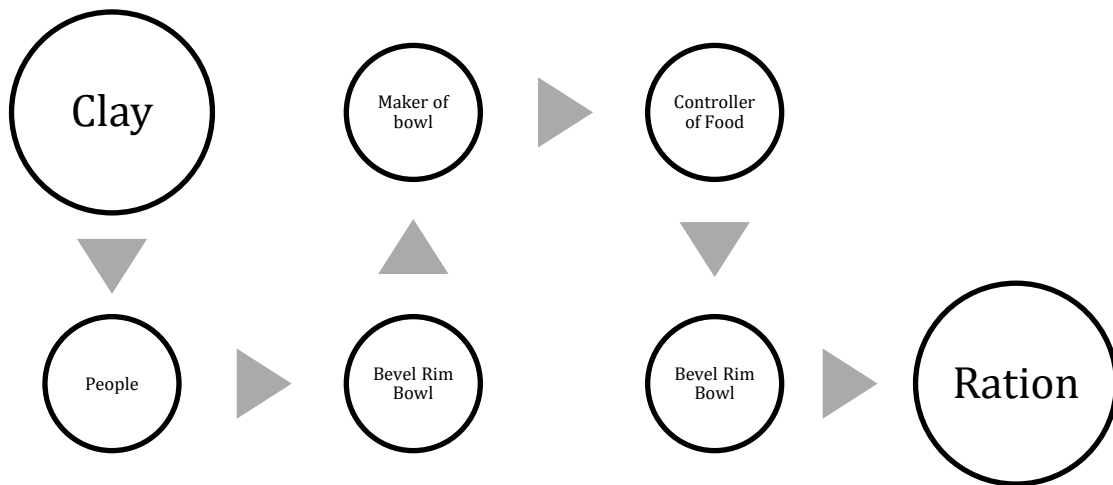 Clay
People
Bevel Rim
Bowl
Maker of
bowl
Controller
of Food
Bevel Rim
Bowl
Ration